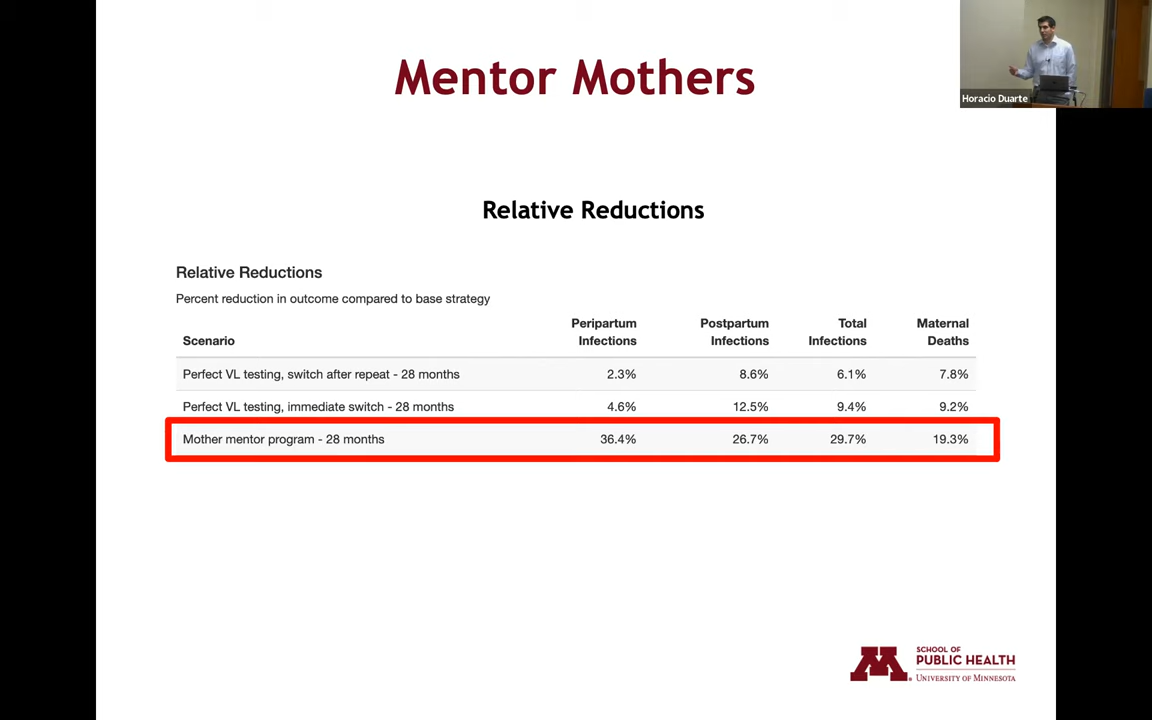 Mentor Mothers
Horacio Duarte
Relative Reductions
Relative Reductions
Percent reduction in outcome compared to base strategy
Scenario Peripartum Infections Postpartum Infections Total Infections Maternal Deaths
Perfect VL testing, switch after repeat - 28 months 2.3% 8.6% 6.1% 7.8%
Perfect VL testing, immediate switch - 28 months 4.6% 12.5% 9.4% 9.2%
Mother mentor program - 28 months 36.4% 26.7% 29.7% 19.3%
M
SCHOOL OF
PUBLIC HEALTH
UNIVERSITY OF MINNESOTA